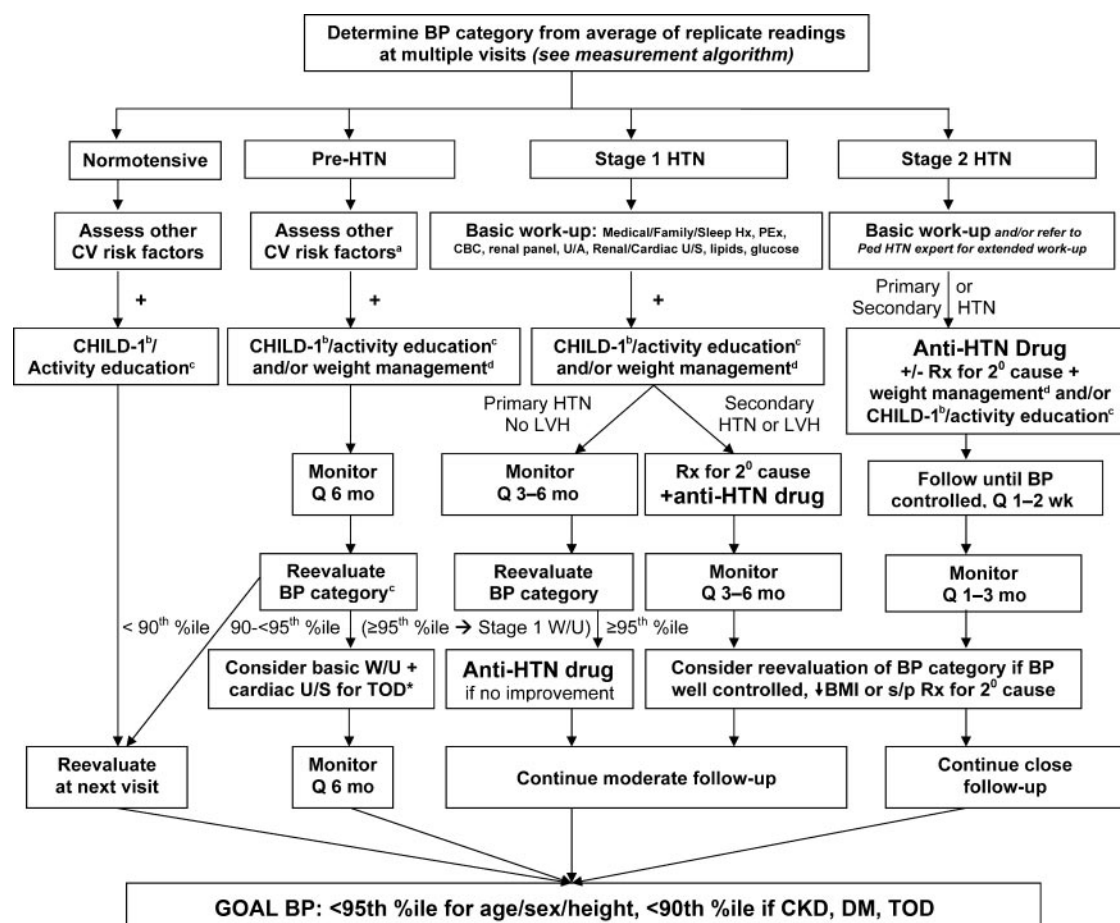 Determine BP category from average of replicate readings
at multiple visits (see measurement algorithm)
Normotensive
Pre-HTN
Stage 1 HTN
Stage 2 HTN
Assess other
CV risk factors
Assess other
CV risk factorsᵃ
Basic work-up: Medical/Family/Sleep Hx, PEx,
CBC, renal panel, U/A, Renal/Cardiac U/S, lipids, glucose
Basic work-up and/or refer to
Ped HTN expert for extended work-up
+
+
+
Primary or
Secondary HTN
CHILD-1ᵇ/
Activity educationᶜ
CHILD-1ᵇ/activity educationᶜ
and/or weight managementᵈ
CHILD-1ᵇ/activity educationᶜ
and/or weight managementᵈ
Anti-HTN Drug
+/- Rx for 2⁰ cause +
weight managementᵈ and/or
CHILD-1ᵇ/activity educationᶜ
Primary HTN
No LVH
Secondary
HTN or LVH
Monitor
Q 6 mo
Monitor
Q 3–6 mo
Rx for 2⁰ cause
+anti-HTN drug
Follow until BP
controlled, Q 1–2 wk
Reevaluate
BP categoryᶜ
Reevaluate
BP category
Monitor
Q 3–6 mo
Monitor
Q 1–3 mo
< 90ᵗʰ %ile
90-<95ᵗʰ %ile
(≥95ᵗʰ %ile → Stage 1 W/U)
≥95ᵗʰ %ile
Consider basic W/U +
cardiac U/S for TOD*
Anti-HTN drug
if no improvement
Consider reevaluation of BP category if BP
well controlled, ↓BMI or s/p Rx for 2⁰ cause
Reevaluate
at next visit
Monitor
Q 6 mo
Continue moderate follow-up
Continue close
follow-up
GOAL BP: <95th %ile for age/sex/height, <90th %ile if CKD, DM, TOD